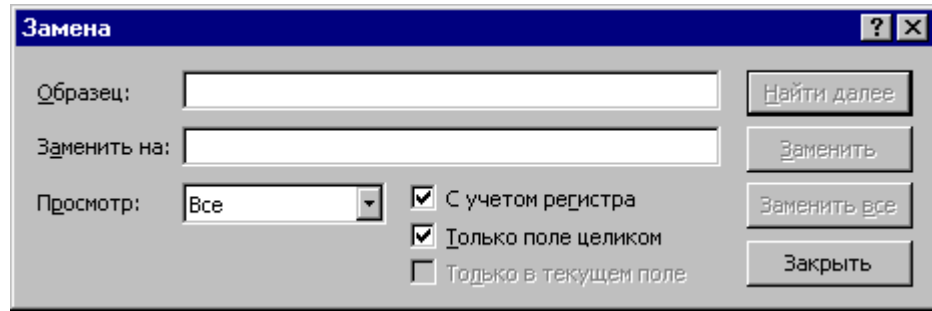 Замена
Образец:
Найти далее
Заменить на:
Заменить
Просмотр: Все
С учетом регистра
Заменить все
Только поле целиком
Только в текущем поле
Закрыть